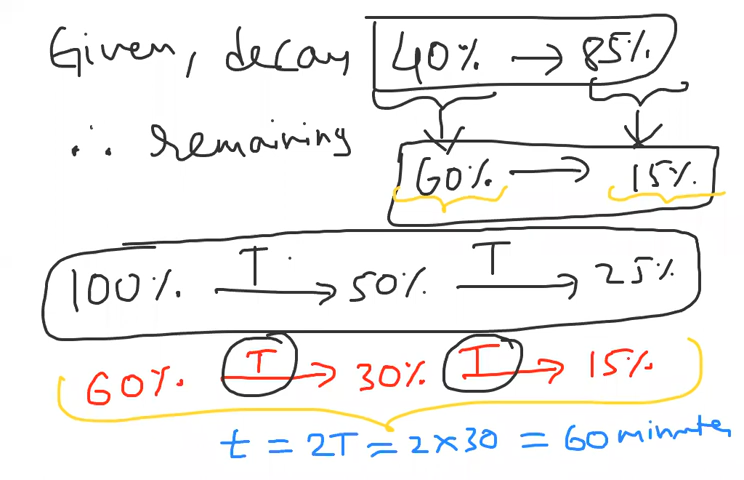 Given, decay 40% → 85%
∴ remaining 60% → 15%
100% T → 50% T → 25%
60% T → 30% T → 15%
t = 2T = 2×30 = 60 minutes